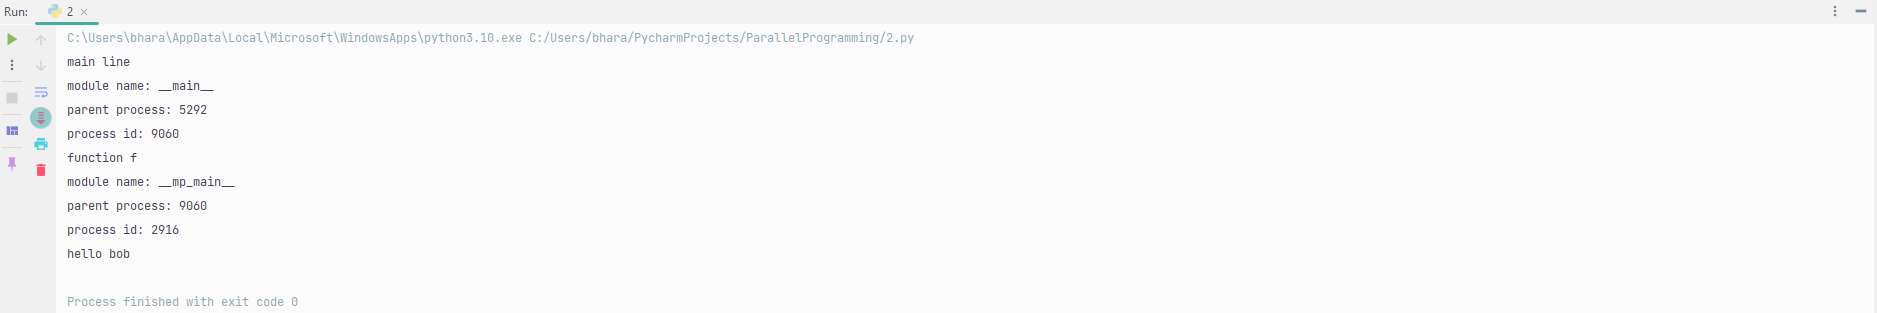 Run: 2
C:\Users\bhara\AppData\Local\Microsoft\WindowsApps\python3.10.exe C:/Users/bhara/PycharmProjects/ParallelProgramming/2.py
main line
module name: __main__
parent process: 5292
process id: 9060
function f
module name: __mp_main__
parent process: 9060
process id: 2916
hello bob
Process finished with exit code 0